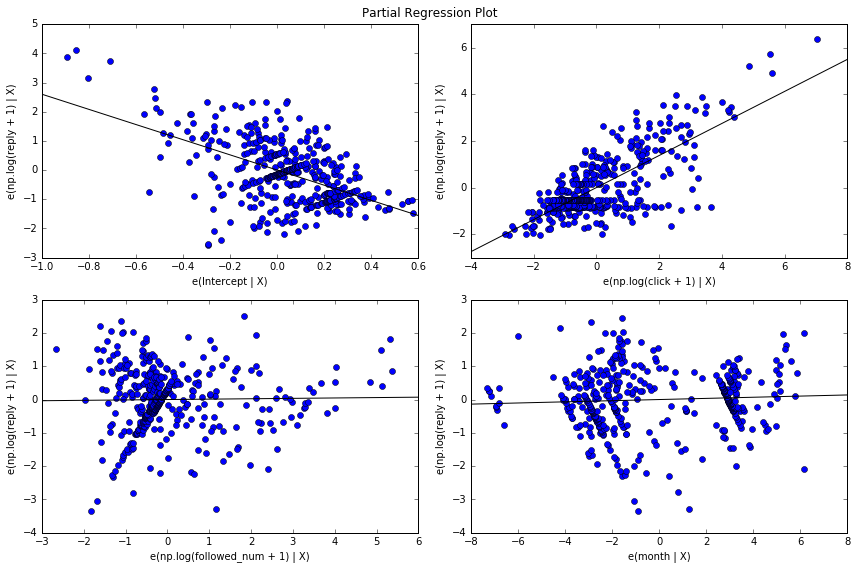 Partial Regression Plot
e(np.log(reply + 1) | X)
5
4
3
2
1
0
−1
−2
−3
−1.0 −0.8 −0.6 −0.4 −0.2 0.0 0.2 0.4 0.6
e(Intercept | X)
e(np.log(reply + 1) | X)
6
4
2
0
−2
−4 −2 0 2 4 6 8
e(np.log(click + 1) | X)
e(np.log(reply + 1) | X)
3
2
1
0
−1
−2
−3
−4
−3 −2 −1 0 1 2 3 4 5 6
e(np.log(followed_num + 1) | X)
e(np.log(reply + 1) | X)
3
2
1
0
−1
−2
−3
−4
−8 −6 −4 −2 0 2 4 6 8
e(month | X)